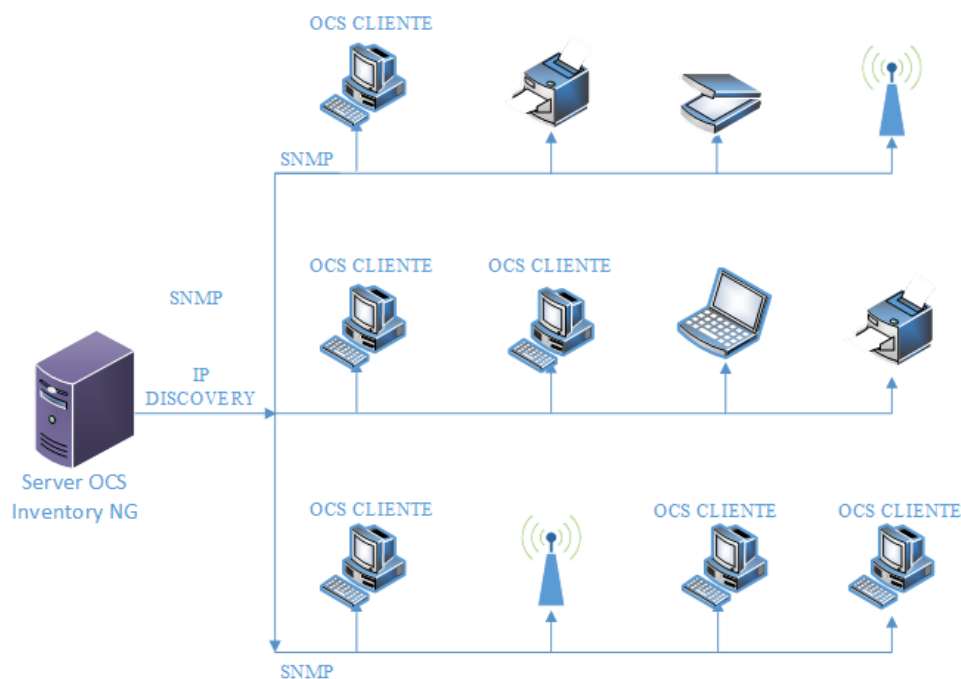 OCS CLIENTE
SNMP
OCS CLIENTE
OCS CLIENTE
SNMP
IP
DISCOVERY
Server OCS
Inventory NG
OCS CLIENTE
OCS CLIENTE
OCS CLIENTE
SNMP